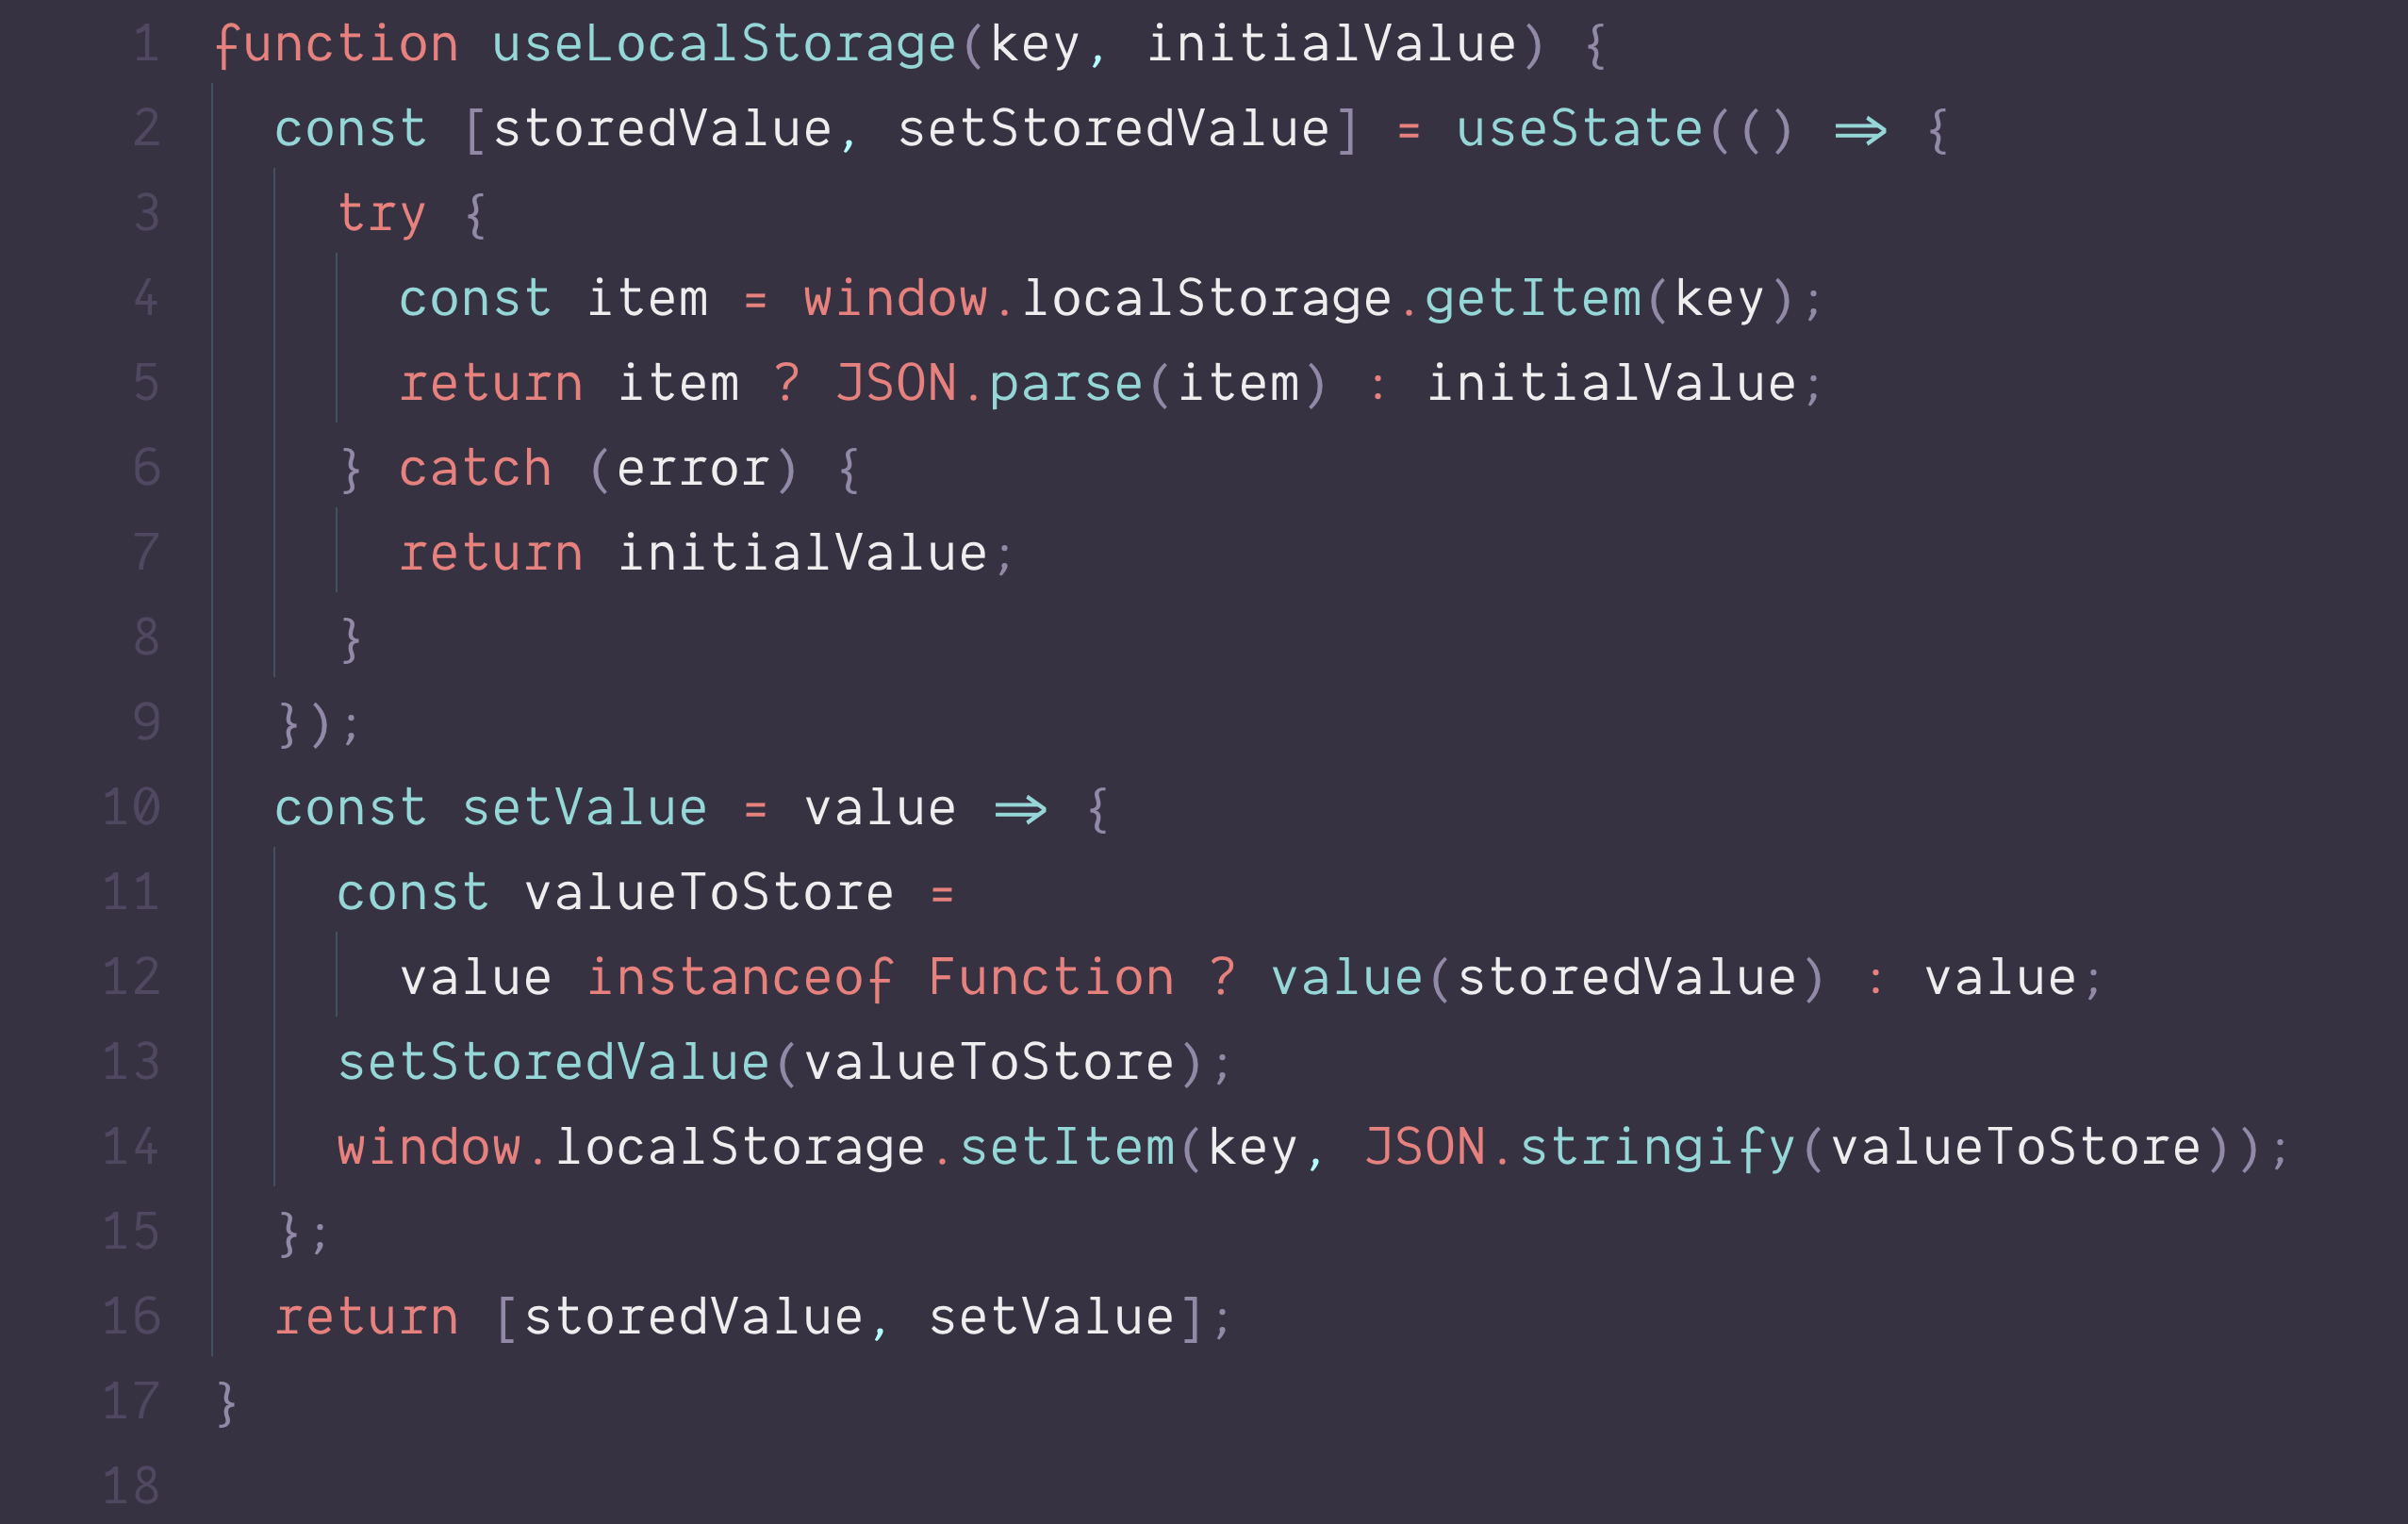 1 function useLocalStorage(key, initialValue) {
2   const [storedValue, setStoredValue] = useState(() => {
3     try {
4       const item = window.localStorage.getItem(key);
5       return item ? JSON.parse(item) : initialValue;
6     } catch (error) {
7       return initialValue;
8     }
9   });
10   const setValue = value => {
11     const valueToStore =
12       value instanceof Function ? value(storedValue) : value;
13     setStoredValue(valueToStore);
14     window.localStorage.setItem(key, JSON.stringify(valueToStore));
15   };
16   return [storedValue, setValue];
17 }
18